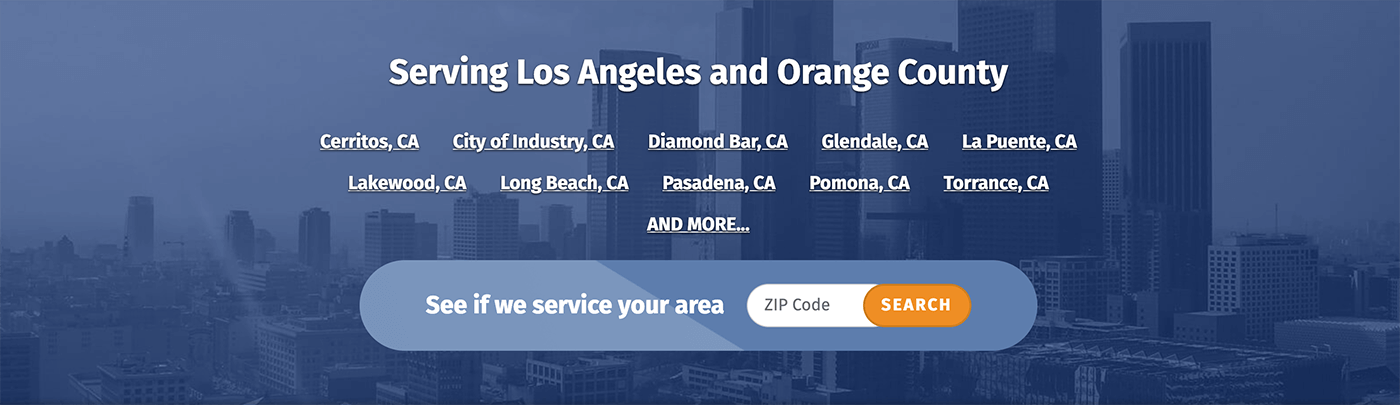 Serving Los Angeles and Orange County
Cerritos, CA City of Industry, CA Diamond Bar, CA Glendale, CA La Puente, CA
Lakewood, CA Long Beach, CA Pasadena, CA Pomona, CA Torrance, CA
AND MORE...
See if we service your area ZIP Code SEARCH